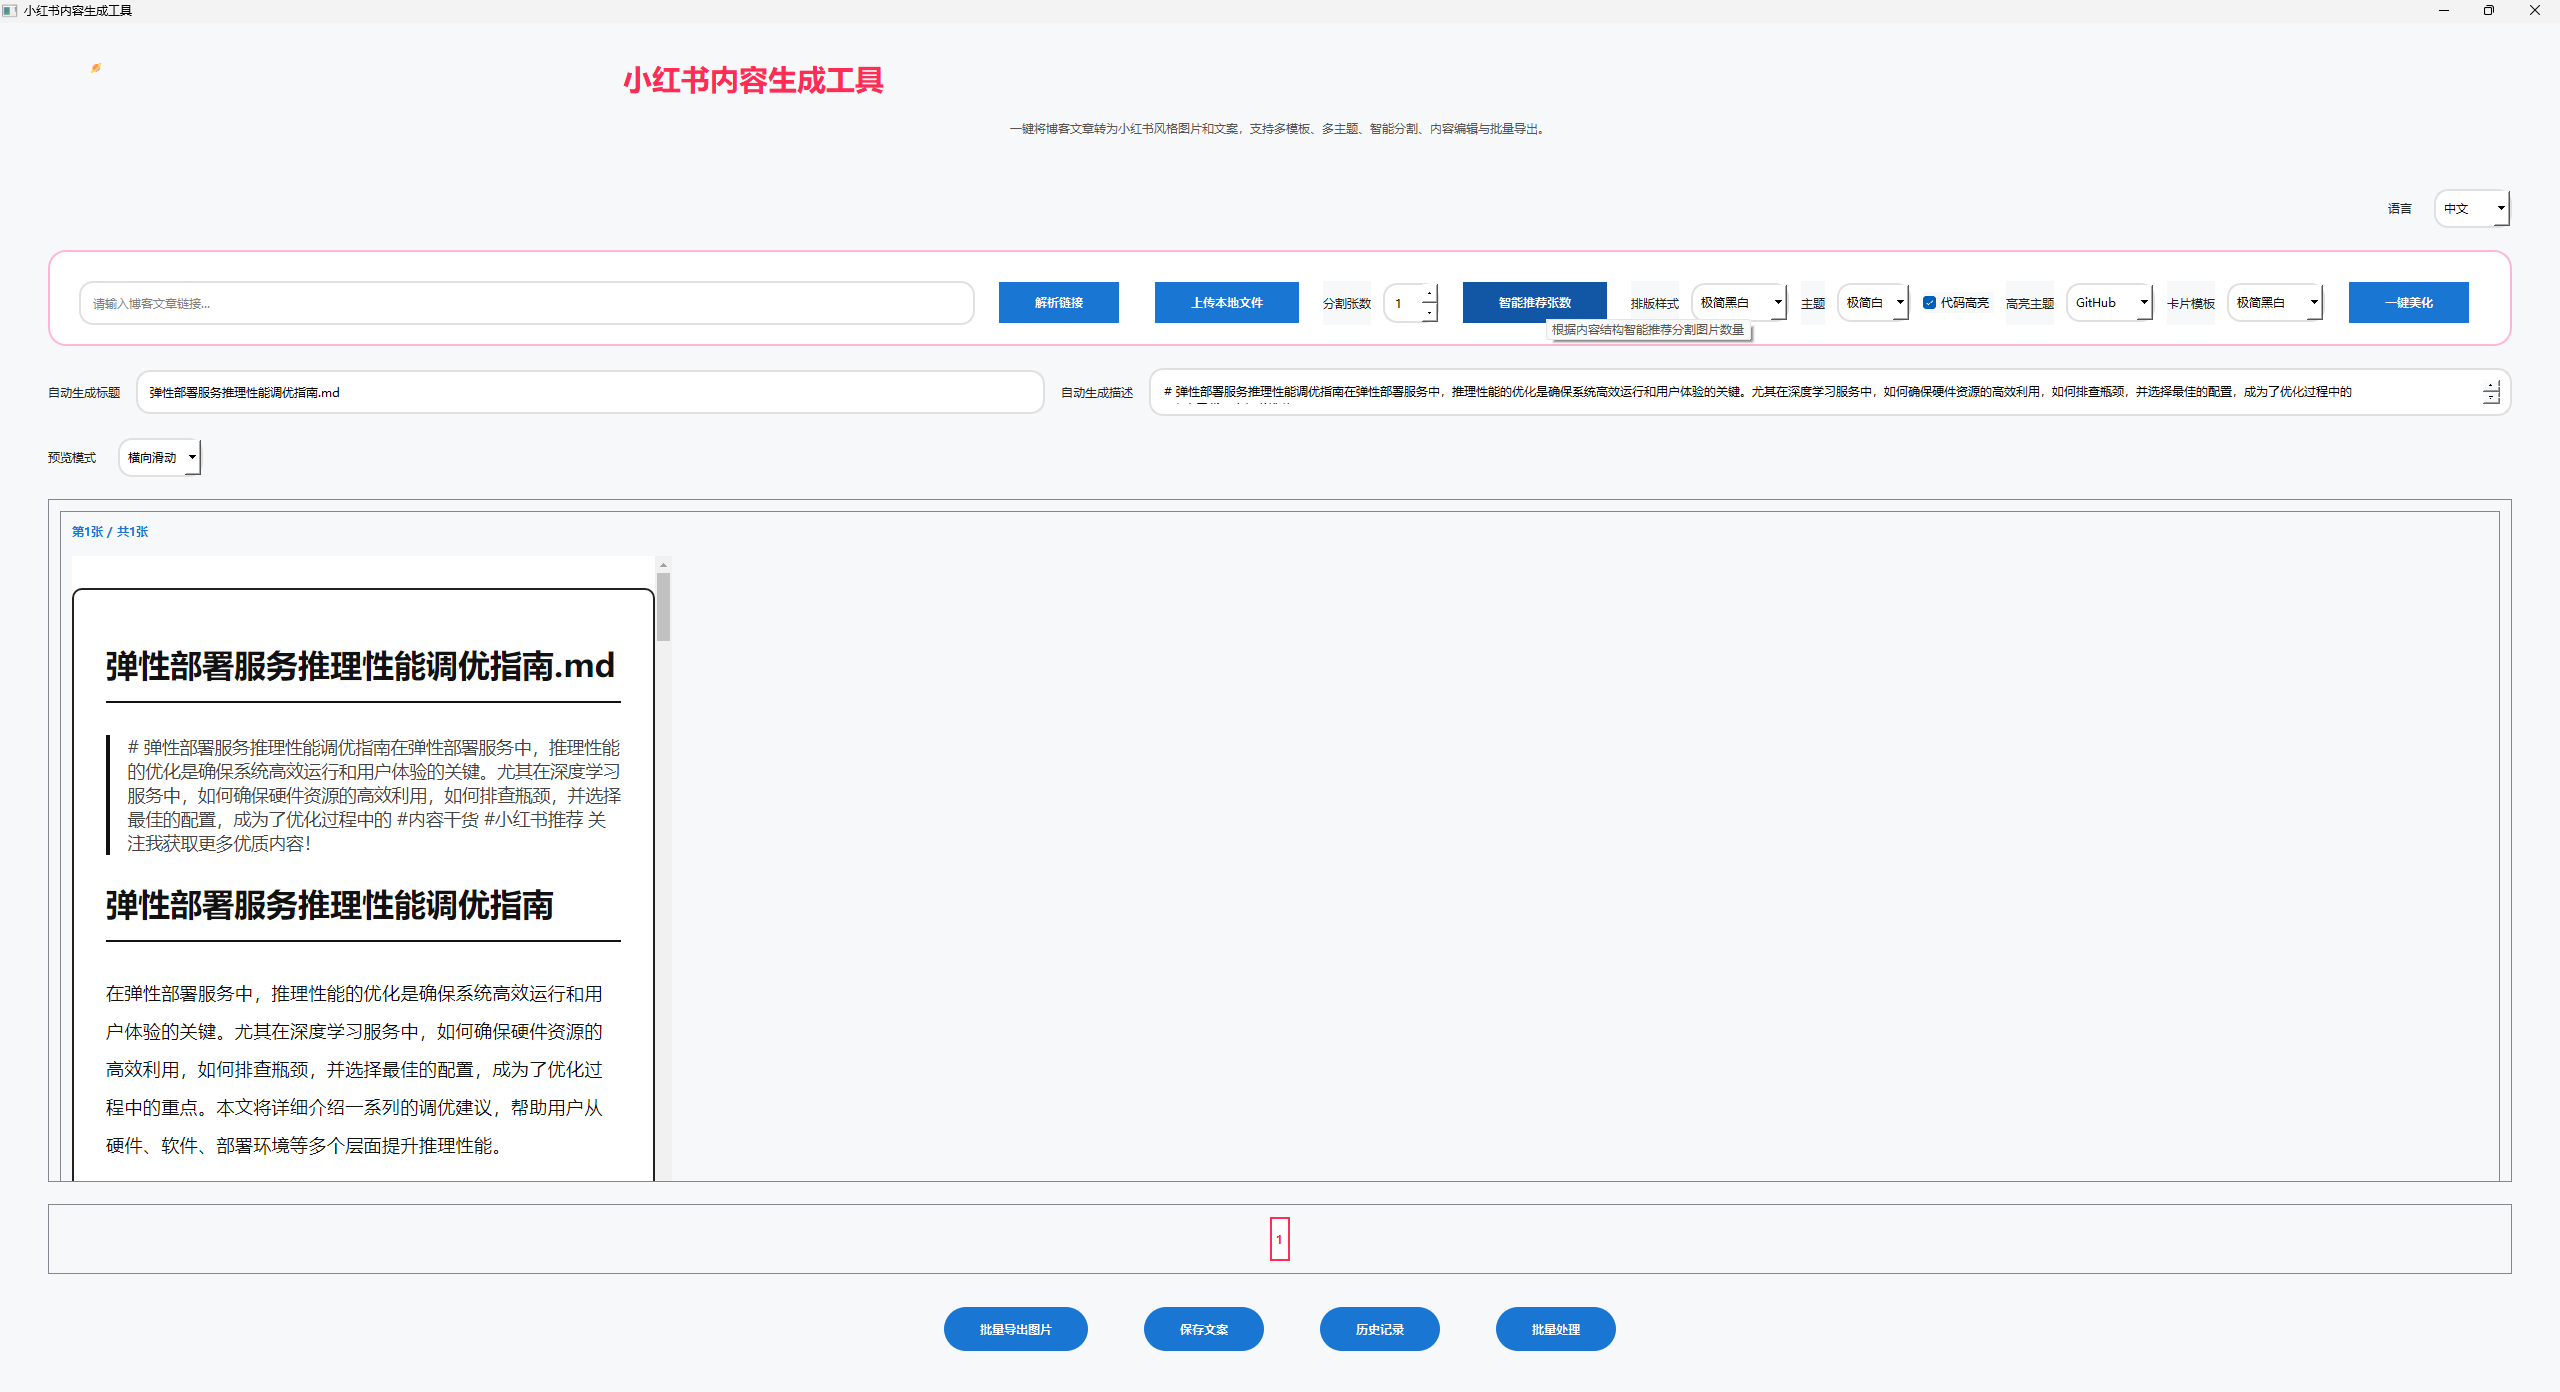 小红书内容生成工具
小红书内容生成工具
一键将博客文章转为小红书风格图片和文案，支持多模板、多主题、智能分割、内容编辑与批量导出。
语言 中文
请输入博客文章链接... 解析链接 上传本地文件 分割张数 1 智能推荐张数 排版样式 极简黑白 主题 极简白 代码高亮 高亮主题 GitHub 卡片模板 极简黑白 一键美化
根据内容结构智能推荐分割图片数量
自动生成标题 弹性部署服务推理性能调优指南.md 自动生成描述 # 弹性部署服务推理性能调优指南在弹性部署服务中，推理性能的优化是确保系统高效运行和用户体验的关键。尤其在深度学习服务中，如何确保硬件资源的高效利用，如何排查瓶颈，并选择最佳的配置，成为了优化过程中的
预览模式 横向滑动
第1张 / 共1张
弹性部署服务推理性能调优指南.md
# 弹性部署服务推理性能调优指南在弹性部署服务中，推理性能
的优化是确保系统高效运行和用户体验的关键。尤其在深度学习
服务中，如何确保硬件资源的高效利用，如何排查瓶颈，并选择
最佳的配置，成为了优化过程中的 #内容干货 #小红书推荐 关
注我获取更多优质内容！
弹性部署服务推理性能调优指南
在弹性部署服务中，推理性能的优化是确保系统高效运行和用
户体验的关键。尤其在深度学习服务中，如何确保硬件资源的
高效利用，如何排查瓶颈，并选择最佳的配置，成为了优化过
程中的重点。本文将详细介绍一系列的调优建议，帮助用户从
硬件、软件、部署环境等多个层面提升推理性能。
1
批量导出图片 保存文案 历史记录 批量处理